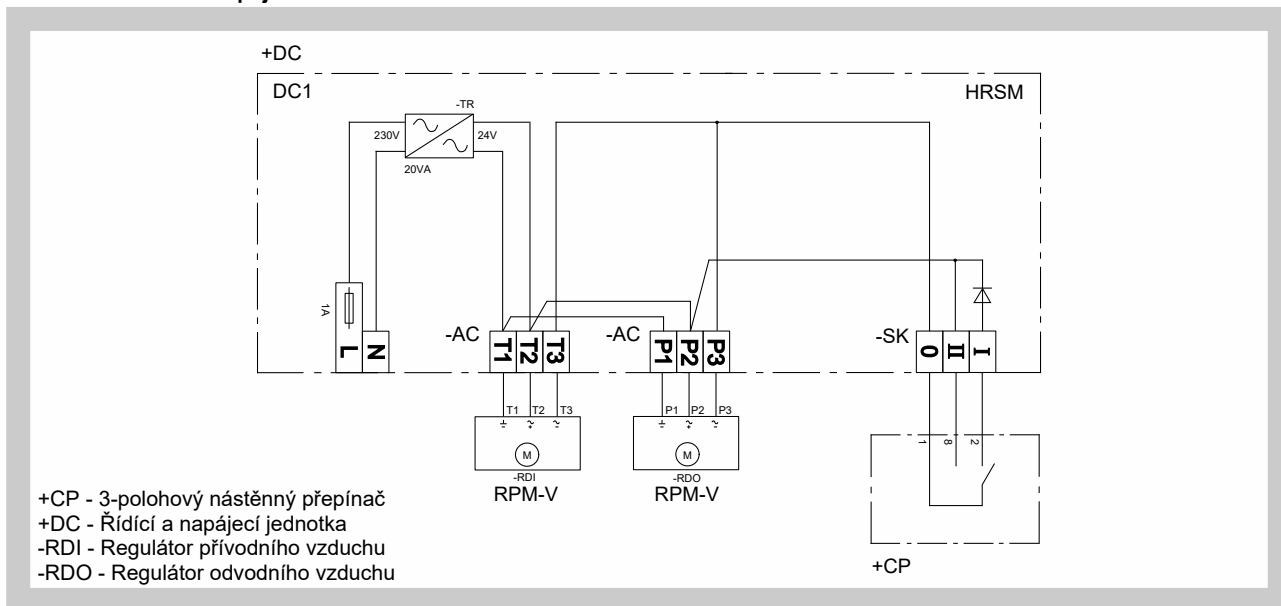 +DC
DC1
HRSM
-TR
230V
24V
20VA
1A
L
N
-AC
T1
T2
T3
-AC
P1
P2
P3
-SK
0
II
I
T1
T2
T3
M
-RDI
RPM-V
P1
P2
P3
M
-RDO
RPM-V
1
8
2
+CP
+CP - 3-polohový nástěnný přepínač
+DC - Řídící a napájecí jednotka
-RDI - Regulátor přívodního vzduchu
-RDO - Regulátor odvodního vzduchu